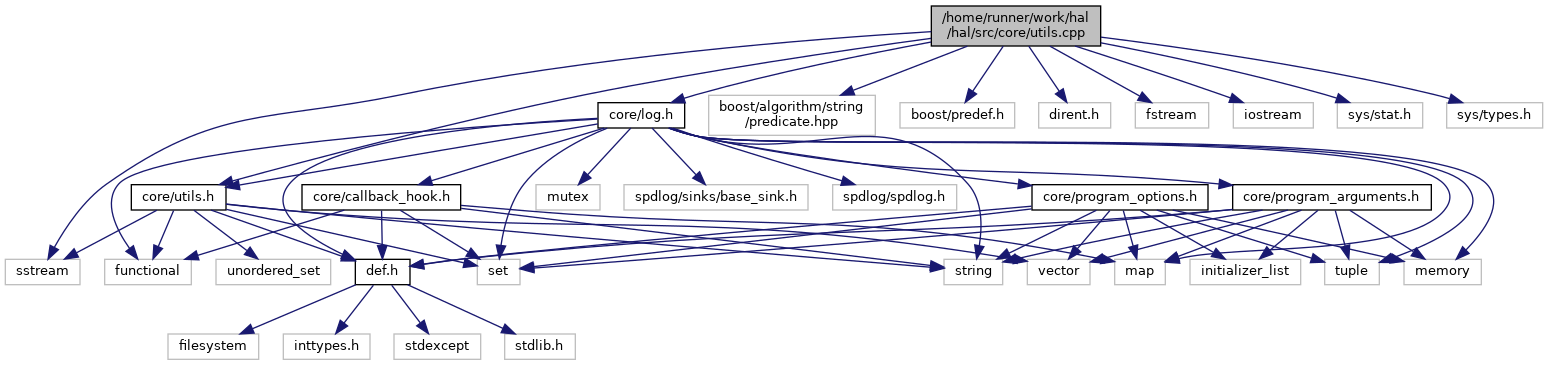 /home/runner/work/hal
/hal/src/core/utils.cpp
core/log.h
boost/algorithm/string
/predicate.hpp
boost/predef.h
dirent.h
fstream
iostream
sys/stat.h
sys/types.h
core/utils.h
core/callback_hook.h
mutex
spdlog/sinks/base_sink.h
spdlog/spdlog.h
core/program_options.h
core/program_arguments.h
sstream
functional
unordered_set
def.h
set
string
vector
map
initializer_list
tuple
memory
filesystem
inttypes.h
stdexcept
stdlib.h